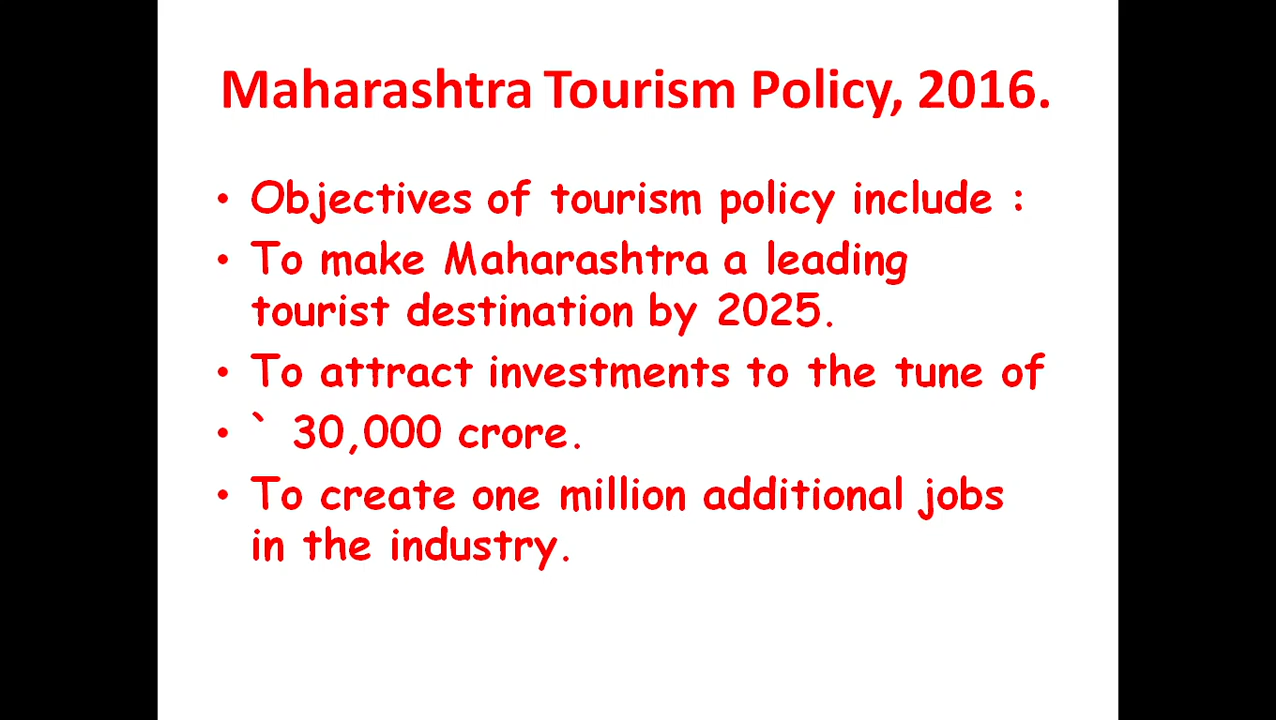 Maharashtra Tourism Policy, 2016.
• Objectives of tourism policy include :
• To make Maharashtra a leading
tourist destination by 2025.
• To attract investments to the tune of
• ` 30,000 crore.
• To create one million additional jobs
in the industry.